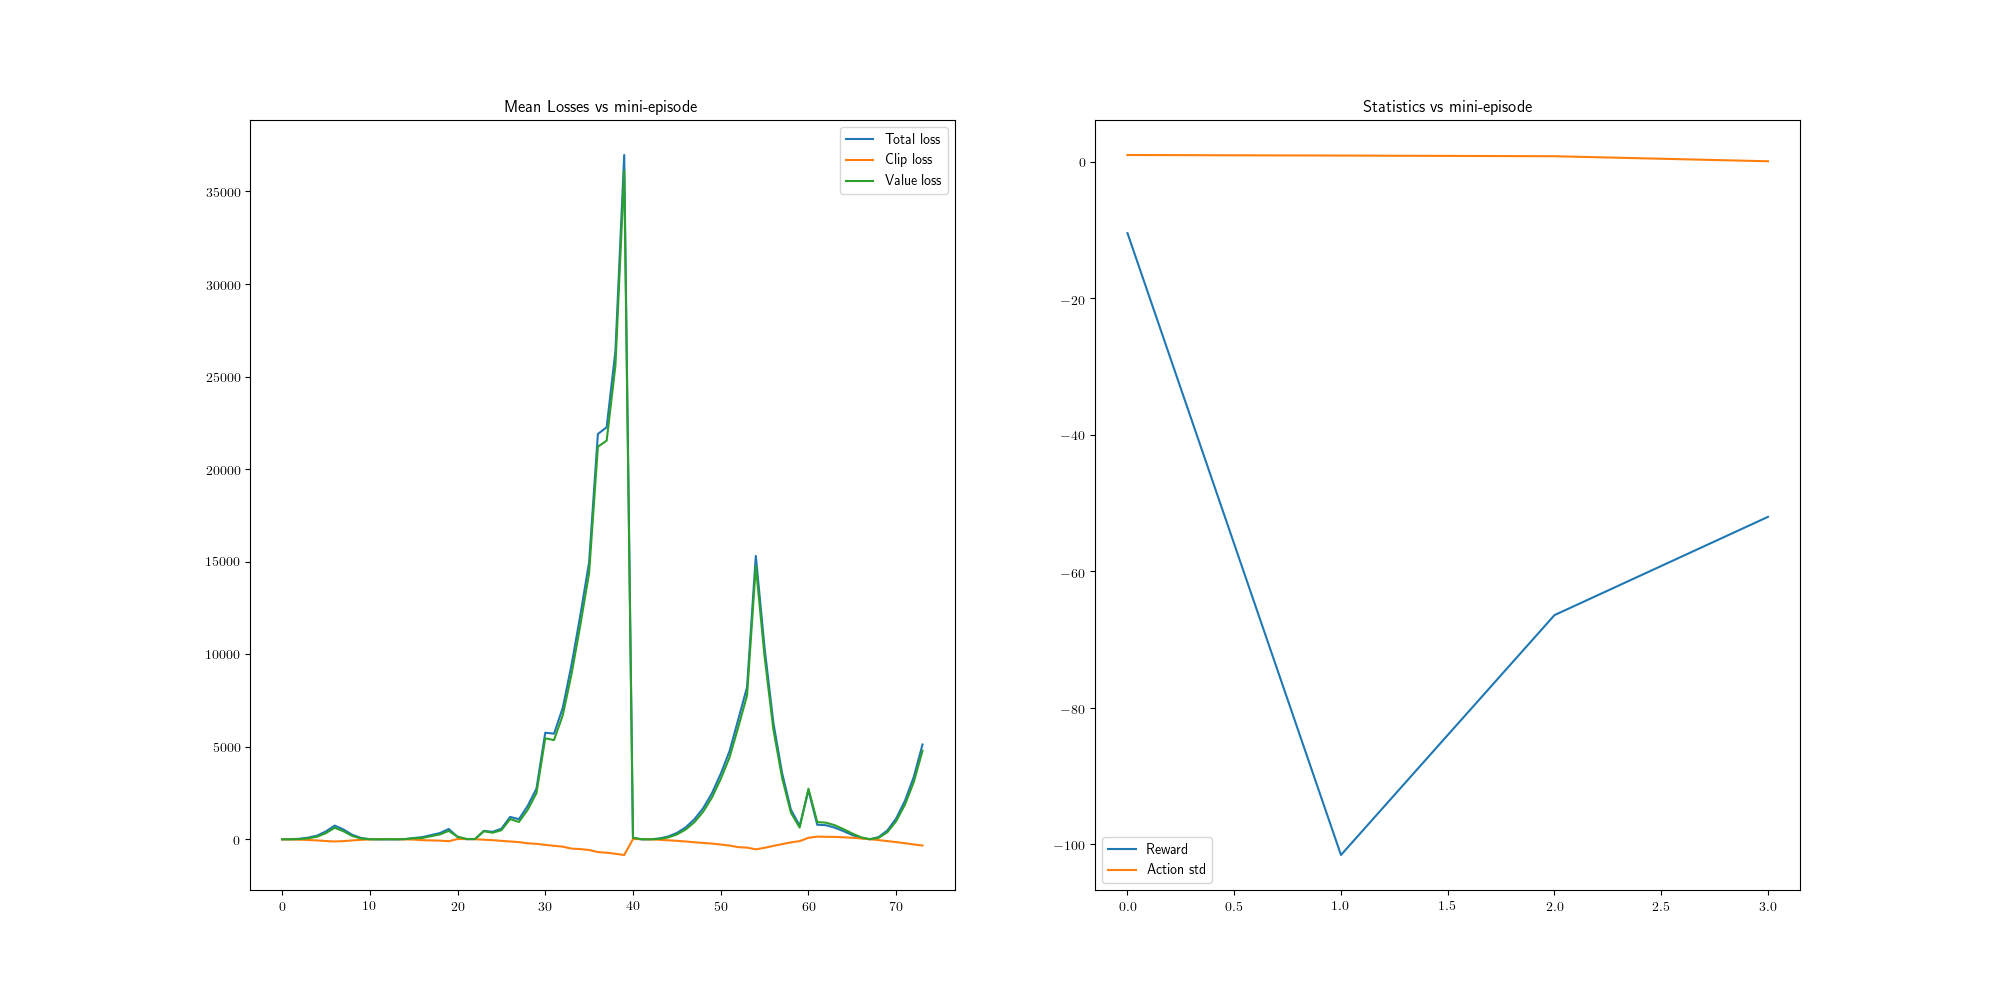 Mean Losses vs mini-episode
Total loss
Clip loss
Value loss
35000
30000
25000
20000
15000
10000
5000
0
0 10 20 30 40 50 60 70
Statistics vs mini-episode
0
−20
−40
−60
−80
−100
Reward
Action std
0.0 0.5 1.0 1.5 2.0 2.5 3.0